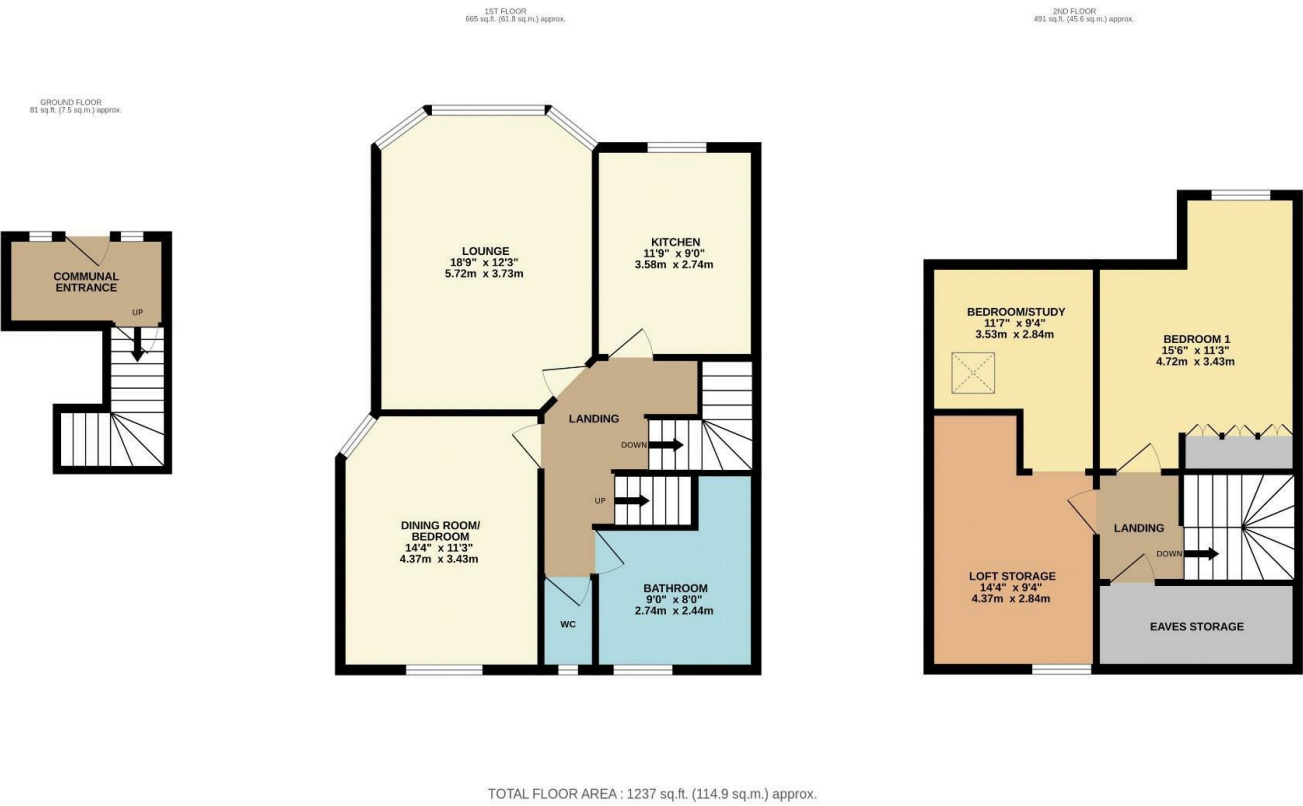 1ST FLOOR
665 sq.ft. (61.8 sq.m.) approx.
2ND FLOOR
491 sq.ft. (45.6 sq.m.) approx.
GROUND FLOOR
81 sq.ft. (7.5 sq.m.) approx.
COMMUNAL
ENTRANCE
UP
LOUNGE
18'9" x 12'3"
5.72m x 3.73m
KITCHEN
11'9" x 9'0"
3.58m x 2.74m
LANDING
DOWN
UP
DINING ROOM/
BEDROOM
14'4" x 11'3"
4.37m x 3.43m
BATHROOM
9'0" x 8'0"
2.74m x 2.44m
WC
BEDROOM/STUDY
11'7" x 9'4"
3.53m x 2.84m
BEDROOM 1
15'6" x 11'3"
4.72m x 3.43m
LANDING
DOWN
LOFT STORAGE
14'4" x 9'4"
4.37m x 2.84m
EAVES STORAGE
TOTAL FLOOR AREA : 1237 sq.ft. (114.9 sq.m.) approx.